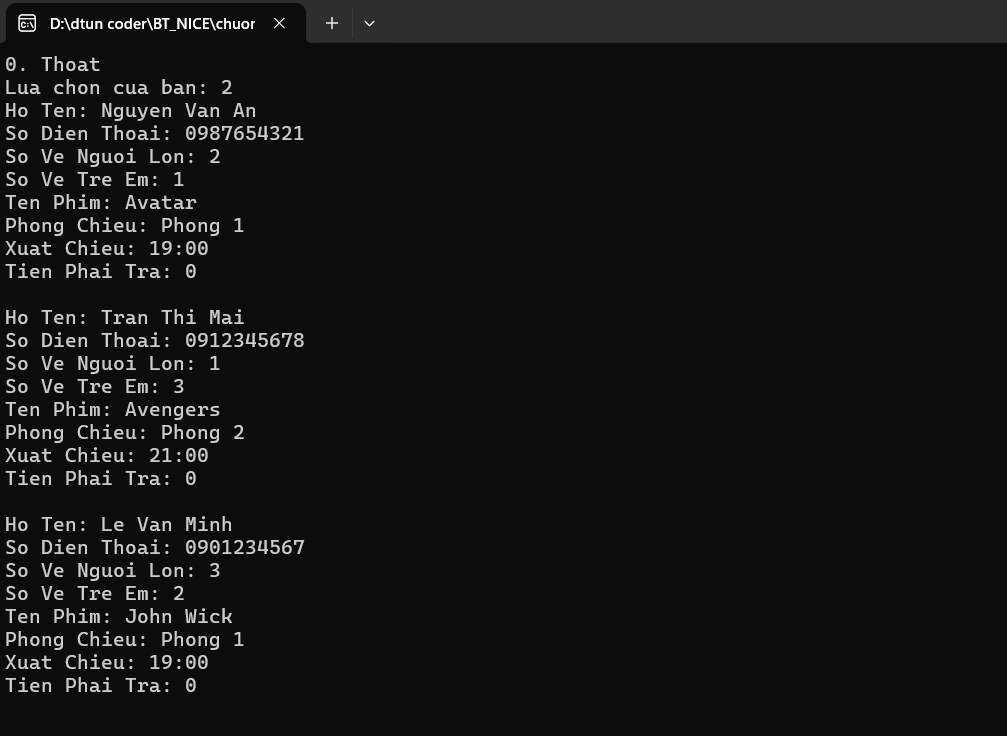 D:\dtun coder\BT_NICE\chuor
0. Thoat
Lua chon cua ban: 2
Ho Ten: Nguyen Van An
So Dien Thoai: 0987654321
So Ve Nguoi Lon: 2
So Ve Tre Em: 1
Ten Phim: Avatar
Phong Chieu: Phong 1
Xuat Chieu: 19:00
Tien Phai Tra: 0
Ho Ten: Tran Thi Mai
So Dien Thoai: 0912345678
So Ve Nguoi Lon: 1
So Ve Tre Em: 3
Ten Phim: Avengers
Phong Chieu: Phong 2
Xuat Chieu: 21:00
Tien Phai Tra: 0
Ho Ten: Le Van Minh
So Dien Thoai: 0901234567
So Ve Nguoi Lon: 3
So Ve Tre Em: 2
Ten Phim: John Wick
Phong Chieu: Phong 1
Xuat Chieu: 19:00
Tien Phai Tra: 0